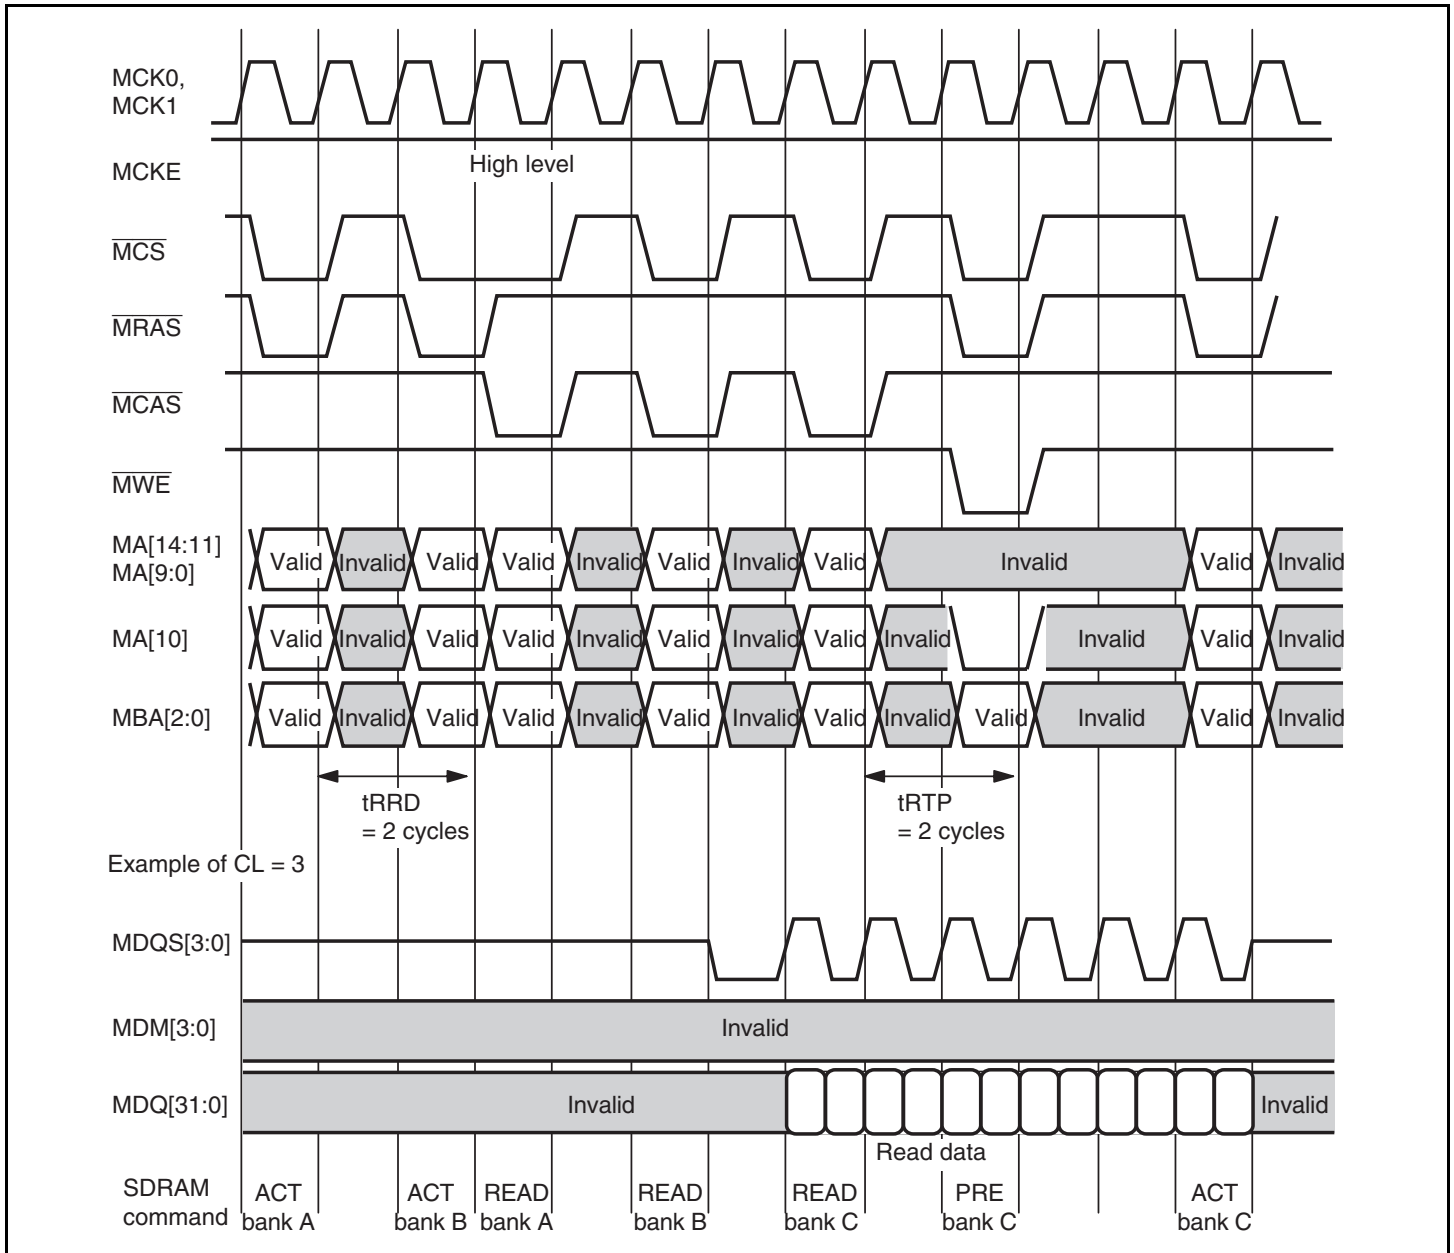 MCK0,
MCK1
High level
MCKE
MCS
MRAS
MCAS
MWE
MA[14:11]
MA[9:0]
Valid Invalid Valid Valid Invalid Valid Invalid Valid Invalid Valid Invalid
MA[10]
Valid Invalid Valid Valid Invalid Valid Invalid Valid Invalid Invalid Valid Invalid
MBA[2:0]
Valid Invalid Valid Valid Invalid Valid Invalid Valid Invalid Valid Invalid Valid Invalid
tRRD
= 2 cycles
tRTP
= 2 cycles
Example of CL = 3
MDQS[3:0]
MDM[3:0]
Invalid
MDQ[31:0]
Invalid Invalid
Read data
SDRAM
command
ACT
bank A
ACT
bank B
READ
bank A
READ
bank B
READ
bank C
PRE
bank C
ACT
bank C